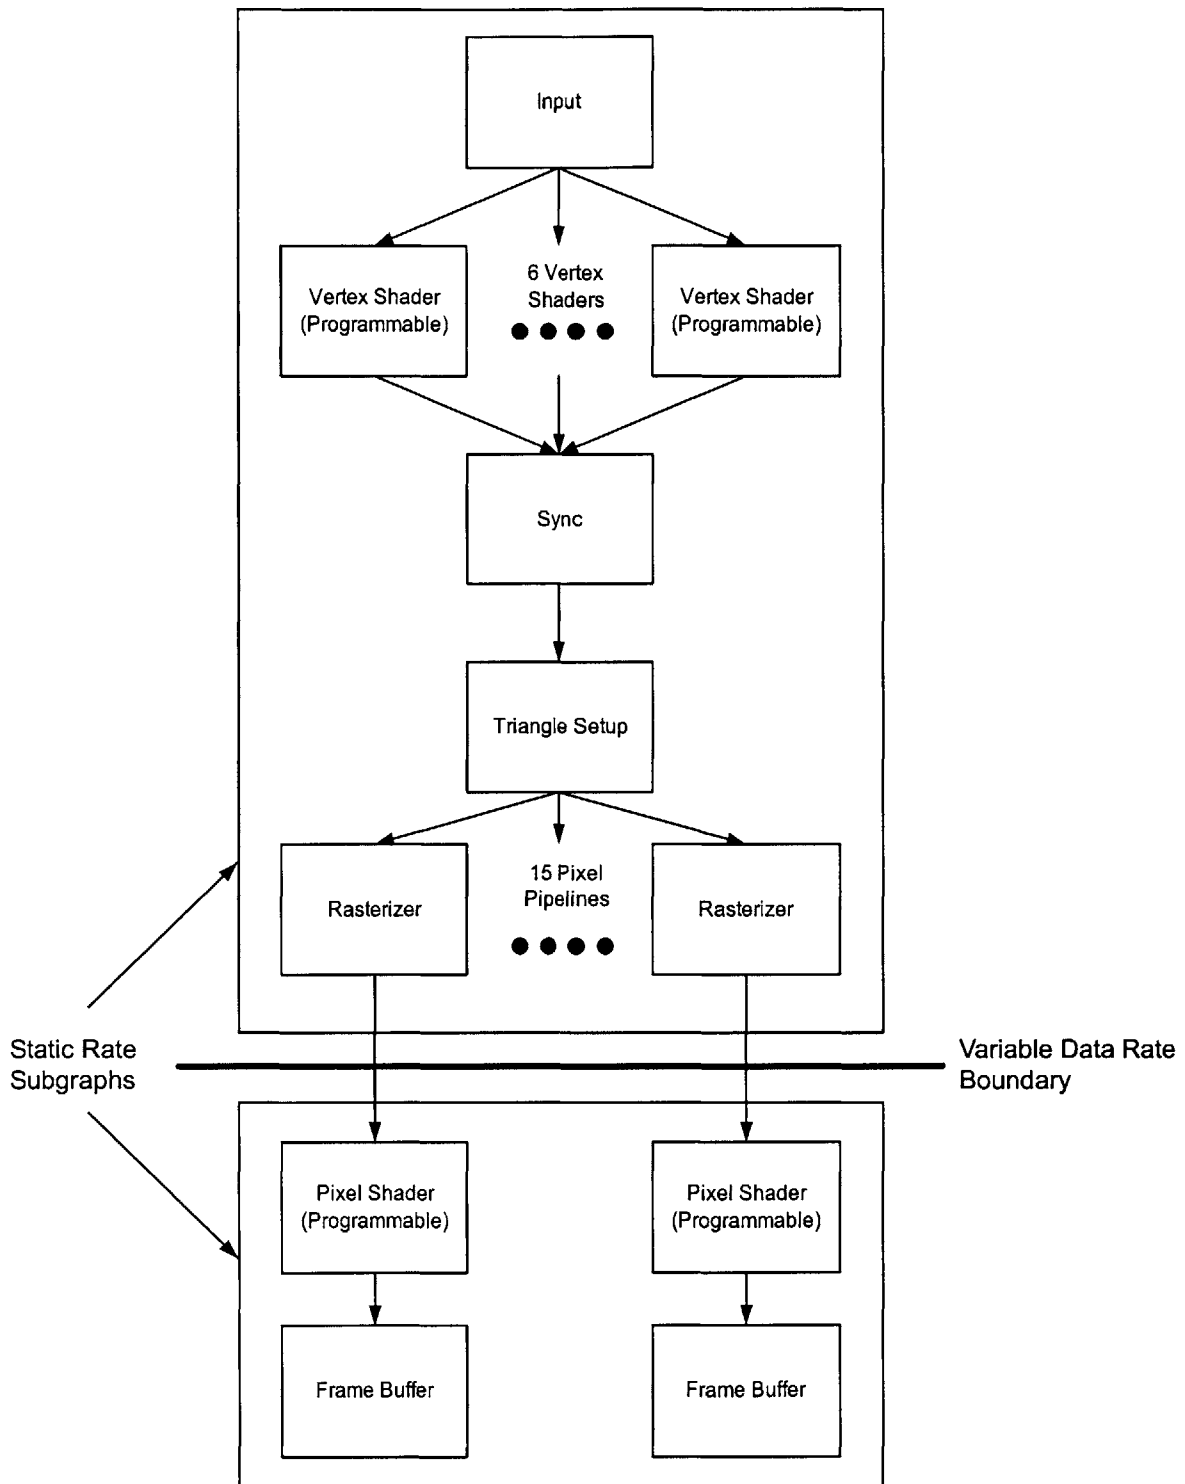 Input
Vertex Shader
(Programmable)
6 Vertex
Shaders
Vertex Shader
(Programmable)
Sync
Triangle Setup
Rasterizer
15 Pixel
Pipelines
Rasterizer
Static Rate
Subgraphs
Variable Data Rate
Boundary
Pixel Shader
(Programmable)
Pixel Shader
(Programmable)
Frame Buffer
Frame Buffer